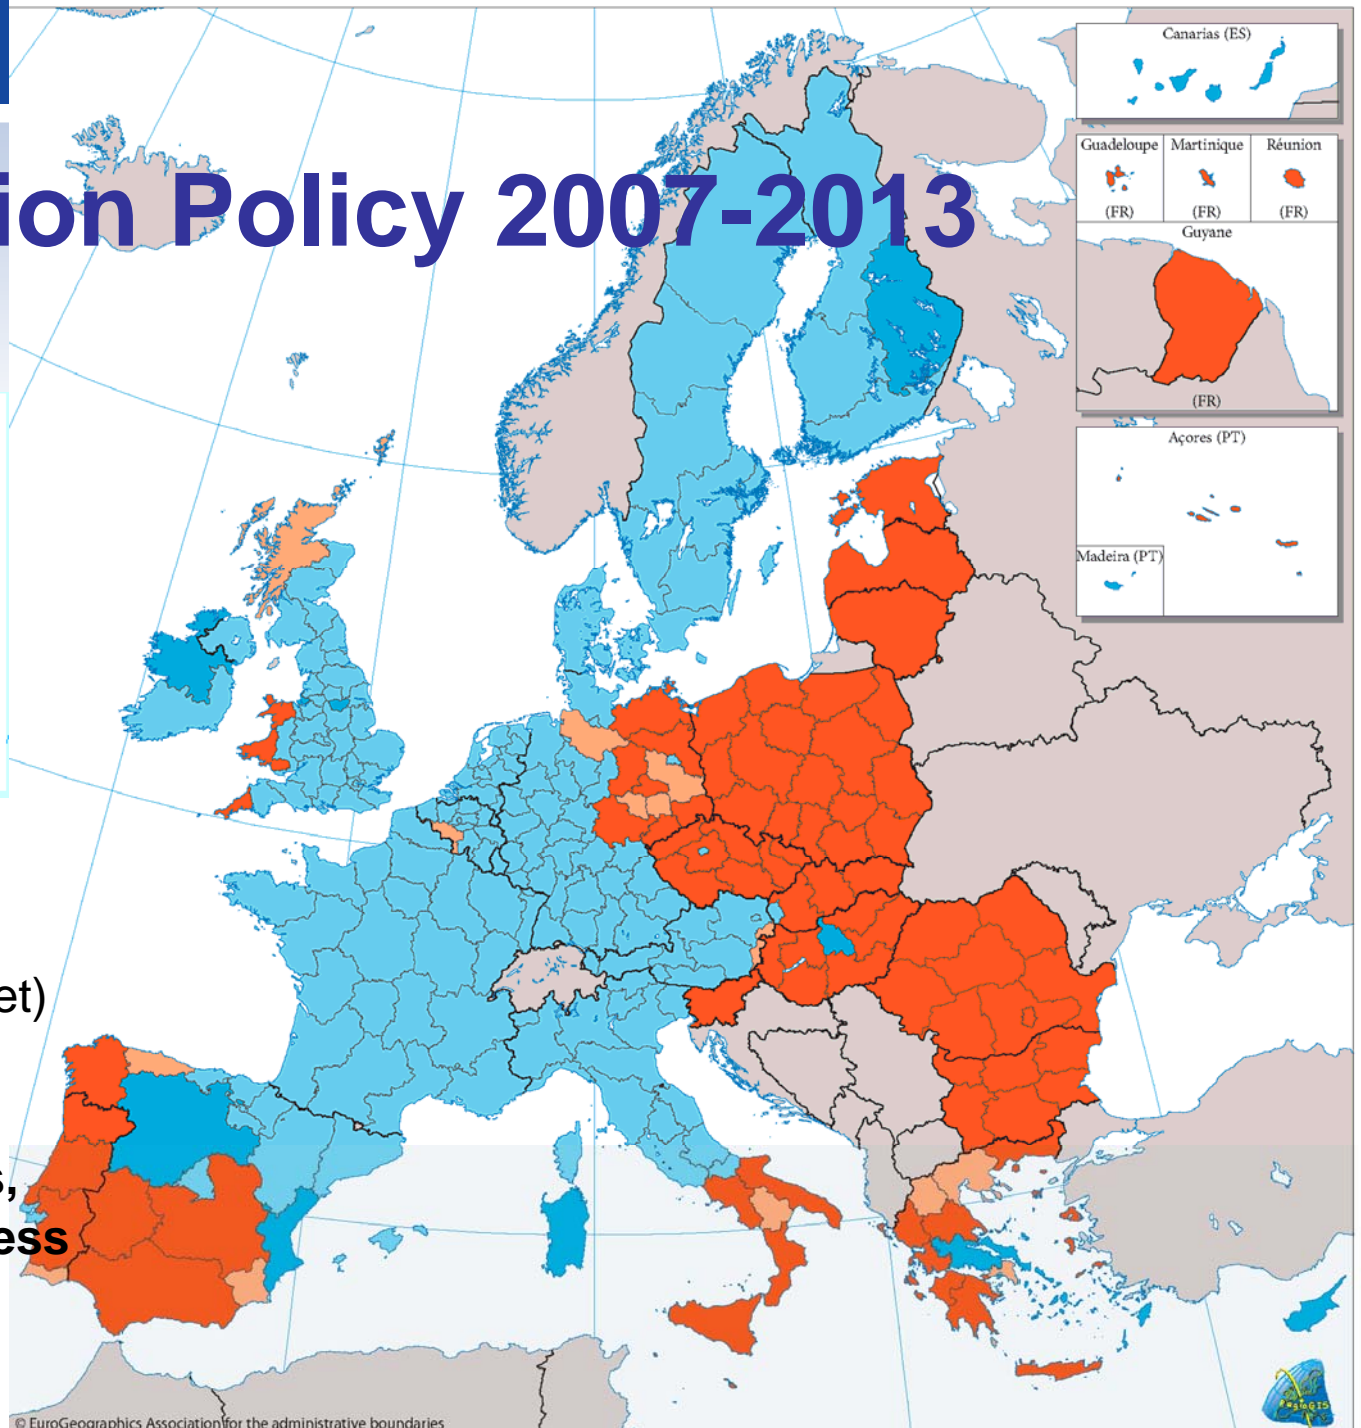 ion Policy 2007-2013
Canarias (ES)
Guadeloupe
Martinique
Réunion
(FR)
(FR)
(FR)
Guyane
(FR)
Açores (PT)
Madeira (PT)
et)
s,
ess
© EuroGeographics Association for the administrative boundaries
RegioGIS